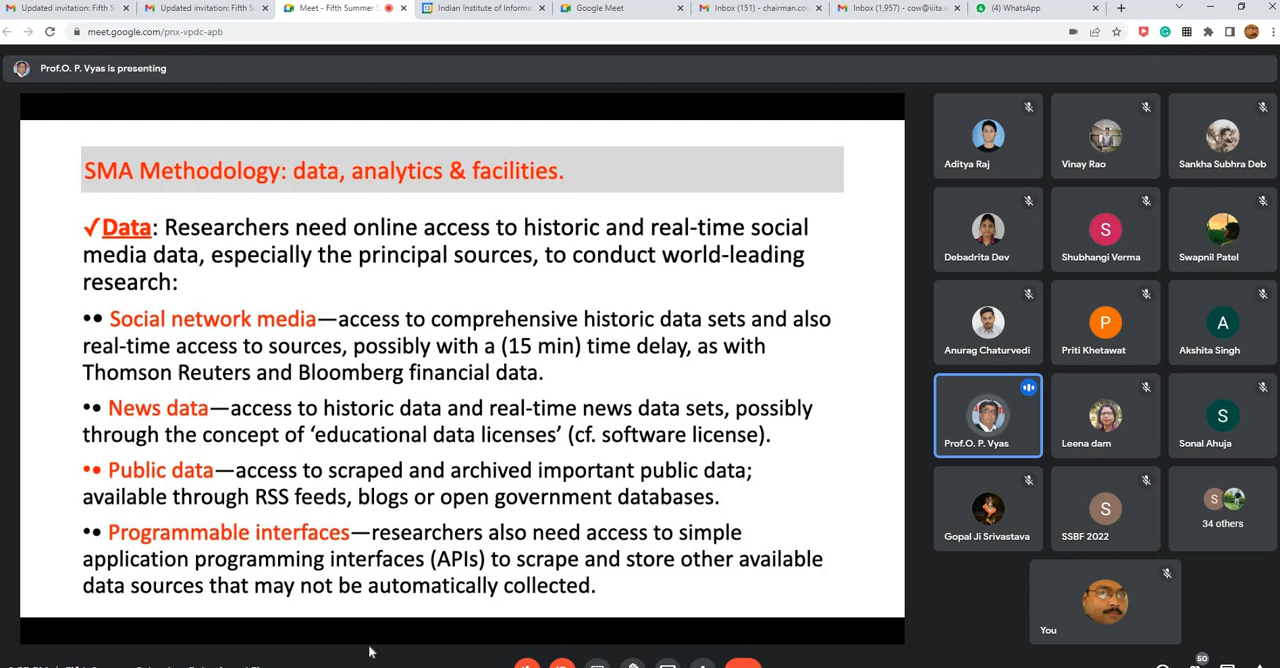 Updated invitation: Fifth S
Updated invitation: Fifth Su
Meet - Fifth Summer
Indian Institute of Informa
Google Meet
Inbox (151) - chairman.co
Inbox (1,957) - cow@iiita.a
(4) WhatsApp
meet.google.com/pnx-vpdc-apb
Prof.O. P. Vyas is presenting
SMA Methodology: data, analytics & facilities.
✓Data: Researchers need online access to historic and real-time social
media data, especially the principal sources, to conduct world-leading
research:
•• Social network media—access to comprehensive historic data sets and also
real-time access to sources, possibly with a (15 min) time delay, as with
Thomson Reuters and Bloomberg financial data.
•• News data—access to historic data and real-time news data sets, possibly
through the concept of ‘educational data licenses’ (cf. software license).
•• Public data—access to scraped and archived important public data;
available through RSS feeds, blogs or open government databases.
•• Programmable interfaces—researchers also need access to simple
application programming interfaces (APIs) to scrape and store other available
data sources that may not be automatically collected.
Aditya Raj
Vinay Rao
Sankha Subhra Deb
Debadrita Dev
S
Shubhangi Verma
Swapnil Patel
Anurag Chaturvedi
P
Priti Khetawat
A
Akshita Singh
Prof.O. P. Vyas
Leena dam
S
Sonal Ahuja
Gopal Ji Srivastava
S
SSBF 2022
S
34 others
You
50